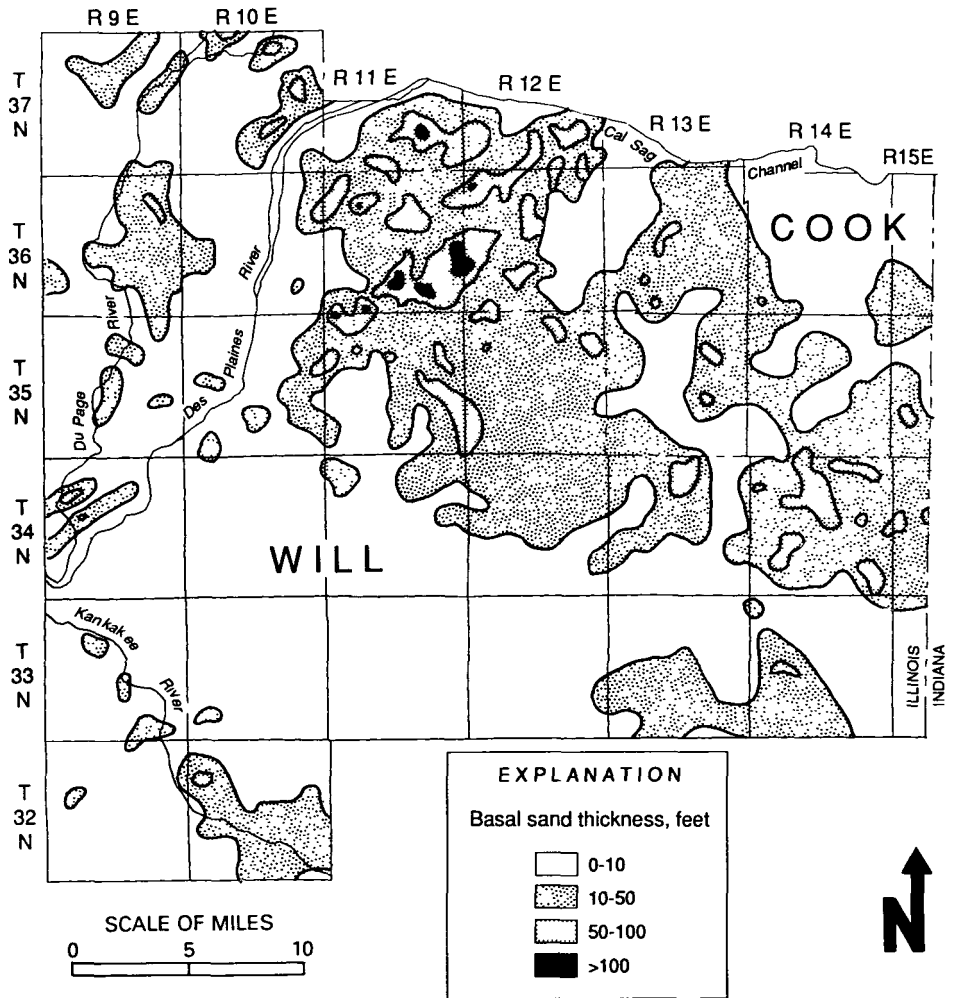 R 9 E
R 10 E
R 11 E
R 12 E
R 13 E
R 14 E
R15E
T
37
N
T
36
N
T
35
N
T
34
N
T
33
N
T
32
N
Cal Sag
Channel
COOK
River
Des Plaines
River
Du Page
WILL
Kankakee
River
ILLINOIS
INDIANA
EXPLANATION
Basal sand thickness, feet
0-10
10-50
50-100
>100
SCALE OF MILES
0 5 10
N